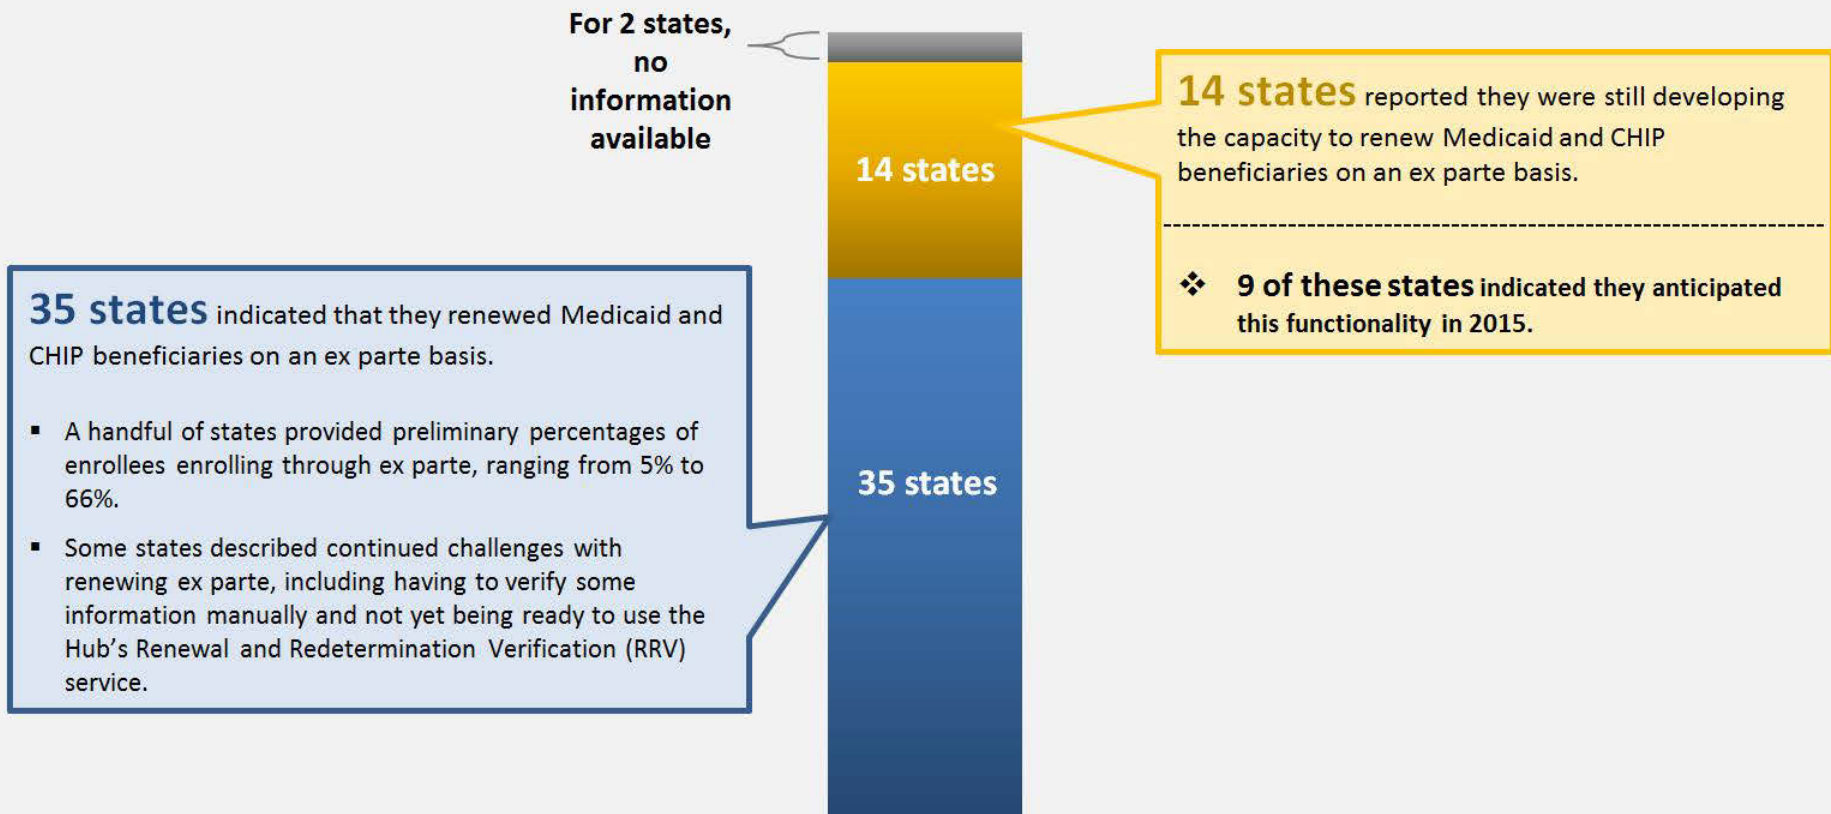 For 2 states,
no
information
available
14 states
35 states
14 states reported they were still developing
the capacity to renew Medicaid and CHIP
beneficiaries on an ex parte basis.
❖ 9 of these states indicated they anticipated
this functionality in 2015.
35 states indicated that they renewed Medicaid and
CHIP beneficiaries on an ex parte basis.
▪ A handful of states provided preliminary percentages of
enrollees enrolling through ex parte, ranging from 5% to
66%.
▪ Some states described continued challenges with
renewing ex parte, including having to verify some
information manually and not yet being ready to use the
Hub’s Renewal and Redetermination Verification (RRV)
service.